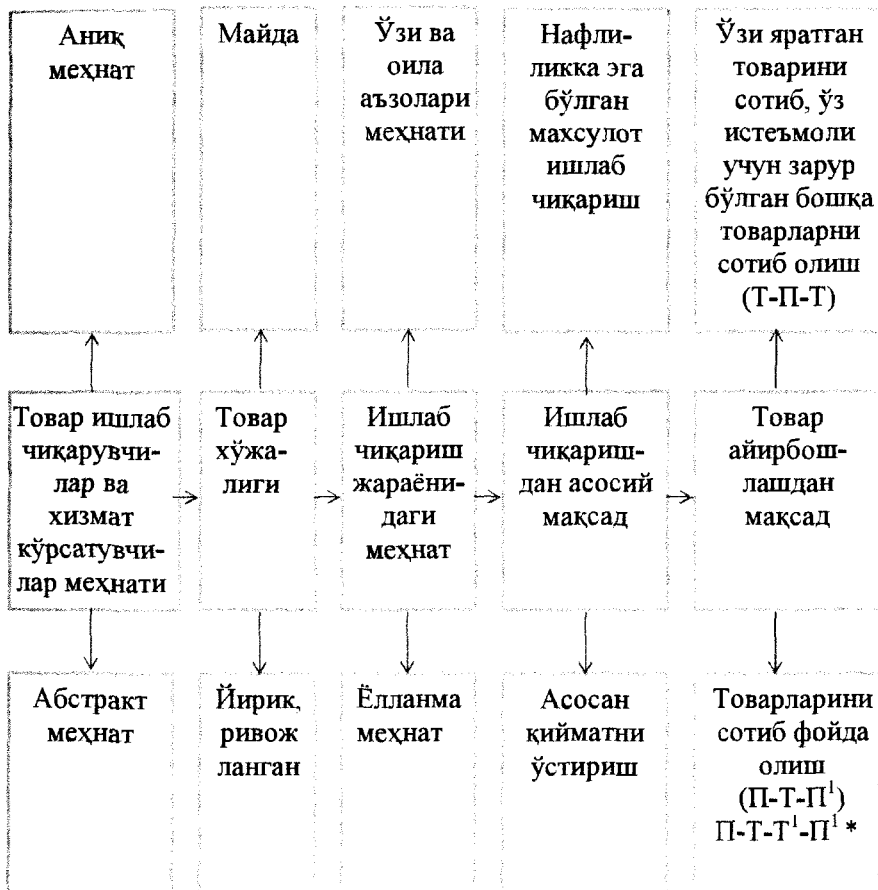 Аниқ
меҳнат
Майда
Ўзи ва
оила
аъзолари
меҳнати
Нафли-
ликка эга
бўлган
махсулот
ишлаб
чиқариш
Ўзи яратган
товарини
сотиб, ўз
истеъмоли
учун зарур
бўлган бошқа
товарларни
сотиб олиш
(Т-П-Т)
Товар ишлаб
чиқарувчи-
лар ва
хизмат
кўрсатувчи-
лар меҳнати
Товар
хўжа-
лиги
Ишлаб
чиқариш
жараёни-
даги
меҳнат
Ишлаб
чиқариш-
дан асосий
мақсад
Товар
айирбош-
лашдан
мақсад
Абстракт
меҳнат
Йирик,
ривож
ланган
Ёлланма
меҳнат
Асосан
қийматни
ўстириш
Товарларини
сотиб фойда
олиш
(П-Т-П¹)
П-Т-Т¹-П¹ *